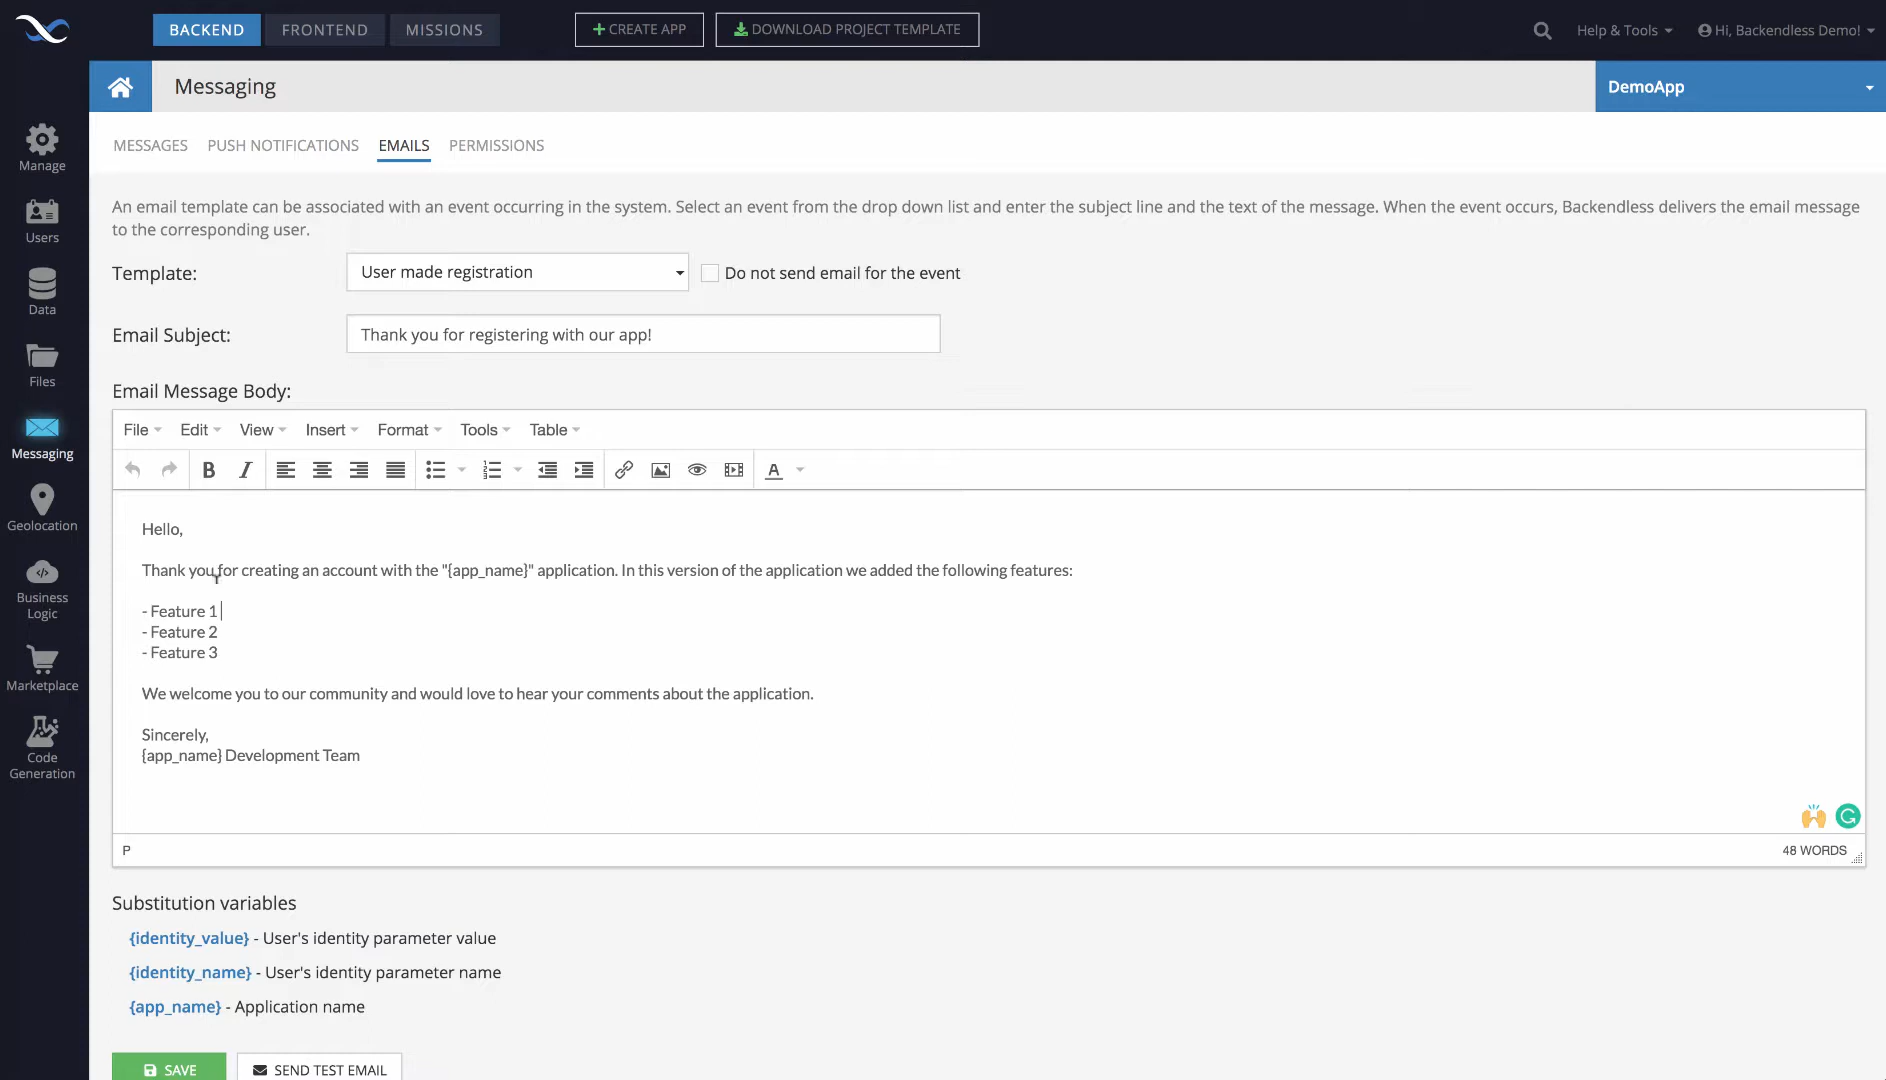 BACKEND FRONTEND MISSIONS CREATE APP DOWNLOAD PROJECT TEMPLATE Help & Tools Hi, Backendless Demo!
Messaging DemoApp
MESSAGES PUSH NOTIFICATIONS EMAILS PERMISSIONS
Manage
Users
Data
Files
Messaging
Geolocation
Business
Logic
Marketplace
Code
Generation
An email template can be associated with an event occurring in the system. Select an event from the drop down list and enter the subject line and the text of the message. When the event occurs, Backendless delivers the email message
to the corresponding user.
Template: User made registration Do not send email for the event
Email Subject: Thank you for registering with our app!
Email Message Body:
File Edit View Insert Format Tools Table
B I A
Hello,
Thank you for creating an account with the "{app_name}" application. In this version of the application we added the following features:
- Feature 1
- Feature 2
- Feature 3
We welcome you to our community and would love to hear your comments about the application.
Sincerely,
{app_name} Development Team
P 48 WORDS
Substitution variables
{identity_value} - User's identity parameter value
{identity_name} - User's identity parameter name
{app_name} - Application name
SAVE SEND TEST EMAIL